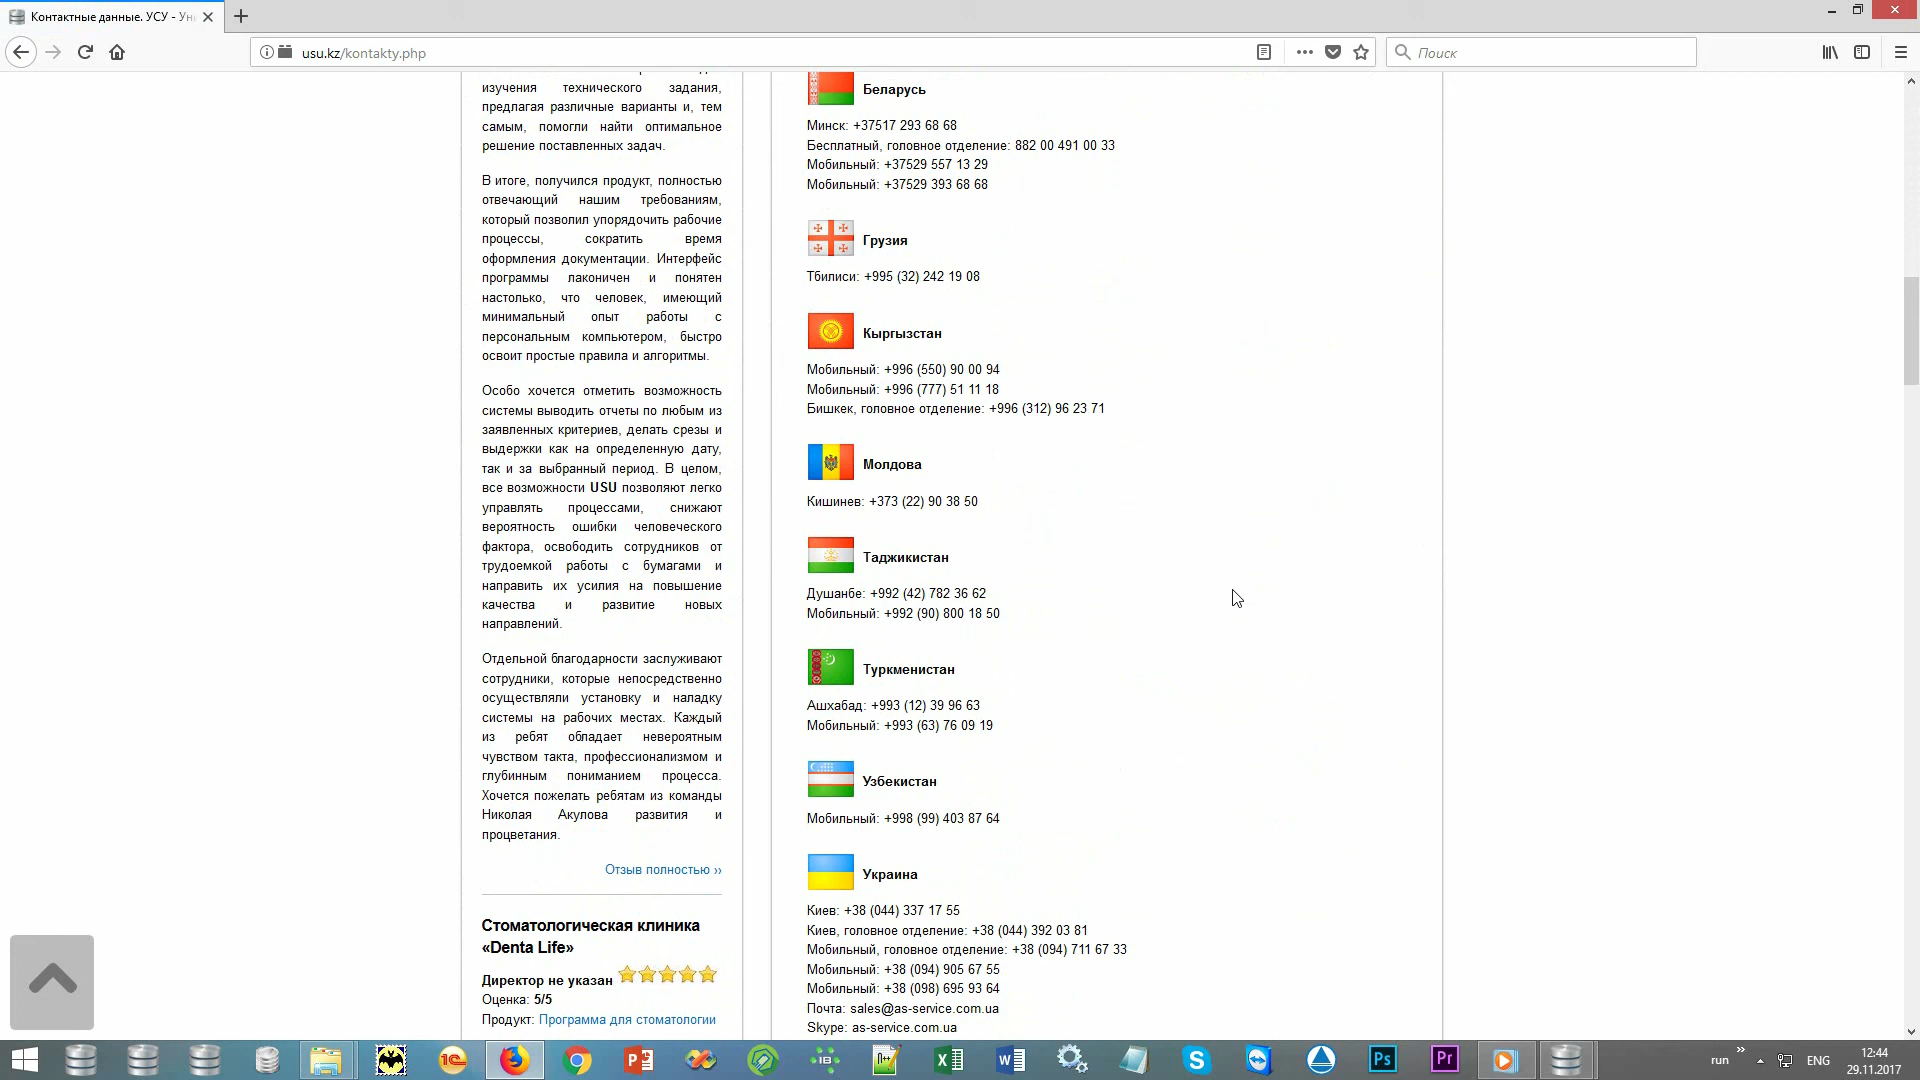 Контактные данные. УСУ - Ун
usu.kz/kontakty.php
Поиск
изучения технического задания,
предлагая различные варианты и, тем
самым, помогли найти оптимальное
решение поставленных задач.
В итоге, получился продукт, полностью
отвечающий нашим требованиям,
который позволил упорядочить рабочие
процессы, сократить время
оформления документации. Интерфейс
программы лаконичен и понятен
настолько, что человек, имеющий
минимальный опыт работы с
персональным компьютером, быстро
освоит простые правила и алгоритмы.
Особо хочется отметить возможность
системы выводить отчеты по любым из
заявленных критериев, делать срезы и
выдержки как на определенную дату,
так и за выбранный период. В целом,
все возможности USU позволяют легко
управлять процессами, снижают
вероятность ошибки человеческого
фактора, освободить сотрудников от
трудоемкой работы с бумагами и
направить их усилия на повышение
качества и развитие новых
направлений.
Отдельной благодарности заслуживают
сотрудники, которые непосредственно
осуществляли установку и наладку
системы на рабочих местах. Каждый
из ребят обладает невероятным
чувством такта, профессионализмом и
глубинным пониманием процесса.
Хочется пожелать ребятам из команды
Николая Акулова развития и
процветания.
Отзыв полностью ››
Стоматологическая клиника
«Denta Life»
Директор не указан
Оценка: 5/5
Продукт: Программа для стоматологии
Беларусь
Минск: +37517 293 68 68
Бесплатный, головное отделение: 882 00 491 00 33
Мобильный: +37529 557 13 29
Мобильный: +37529 393 68 68
Грузия
Тбилиси: +995 (32) 242 19 08
Кыргызстан
Мобильный: +996 (550) 90 00 94
Мобильный: +996 (777) 51 11 18
Бишкек, головное отделение: +996 (312) 96 23 71
Молдова
Кишинев: +373 (22) 90 38 50
Таджикистан
Душанбе: +992 (42) 782 36 62
Мобильный: +992 (90) 800 18 50
Туркменистан
Ашхабад: +993 (12) 39 96 63
Мобильный: +993 (63) 76 09 19
Узбекистан
Мобильный: +998 (99) 403 87 64
Украина
Киев: +38 (044) 337 17 55
Киев, головное отделение: +38 (044) 392 03 81
Мобильный, головное отделение: +38 (094) 711 67 33
Мобильный: +38 (094) 905 67 55
Мобильный: +38 (098) 695 93 64
Почта: sales@as-service.com.ua
Skype: as-service.com.ua
run
ENG
12:44
29.11.2017